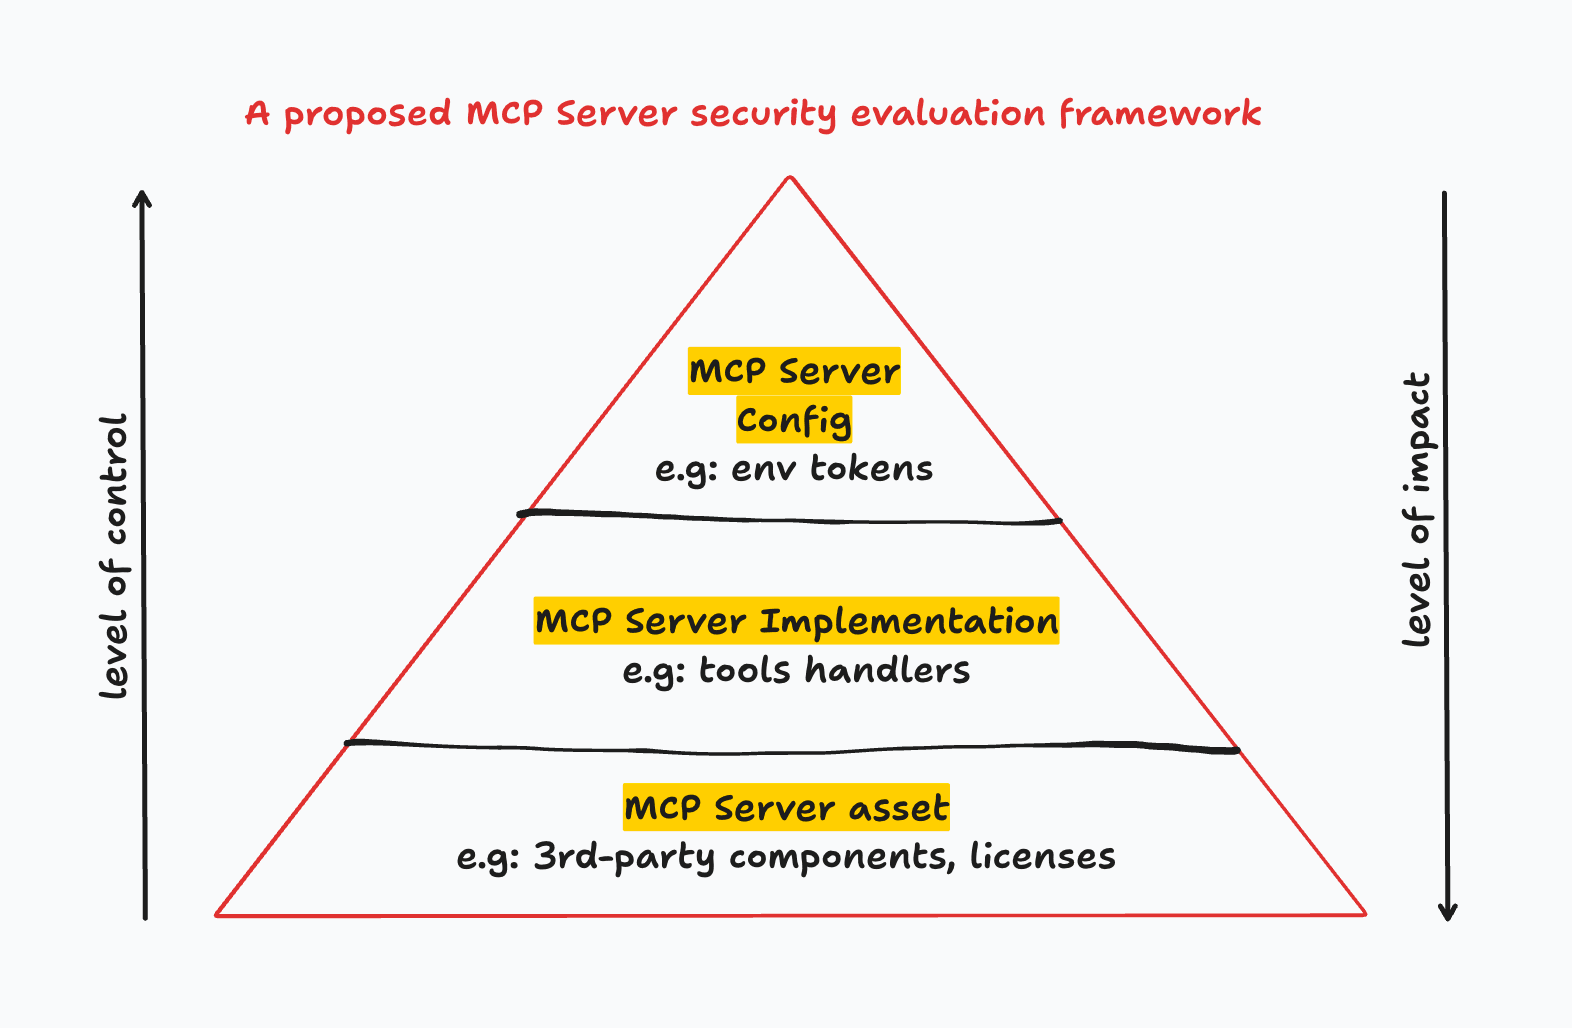 A proposed MCP Server security evaluation framework
level of control
level of impact
MCP Server
Config
e.g: env tokens
MCP Server Implementation
e.g: tools handlers
MCP Server asset
e.g: 3rd-party components, licenses